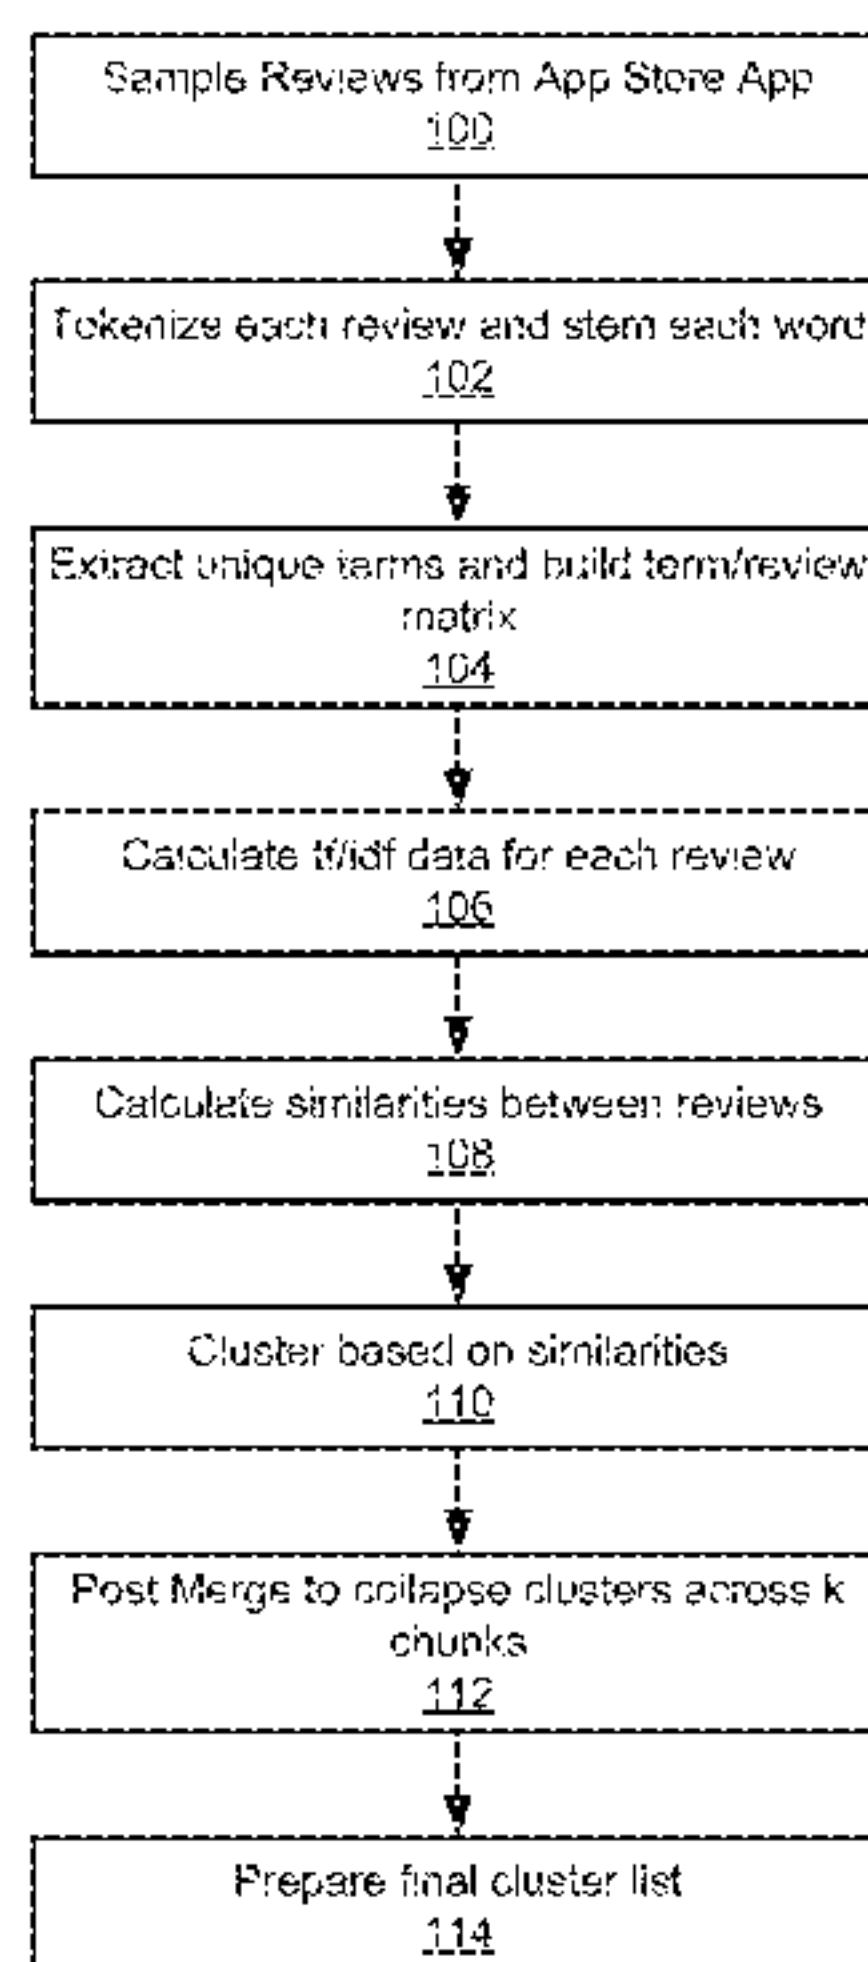 Sample Reviews from App Store App
100
Tokenize each review and stem each word
102
Extract unique terms and build term/review
matrix
104
Calculate tf/idf data for each review
106
Calculate similarities between reviews
108
Cluster based on similarities
110
Post Merge to collapse clusters across k
chunks
112
Prepare final cluster list
114